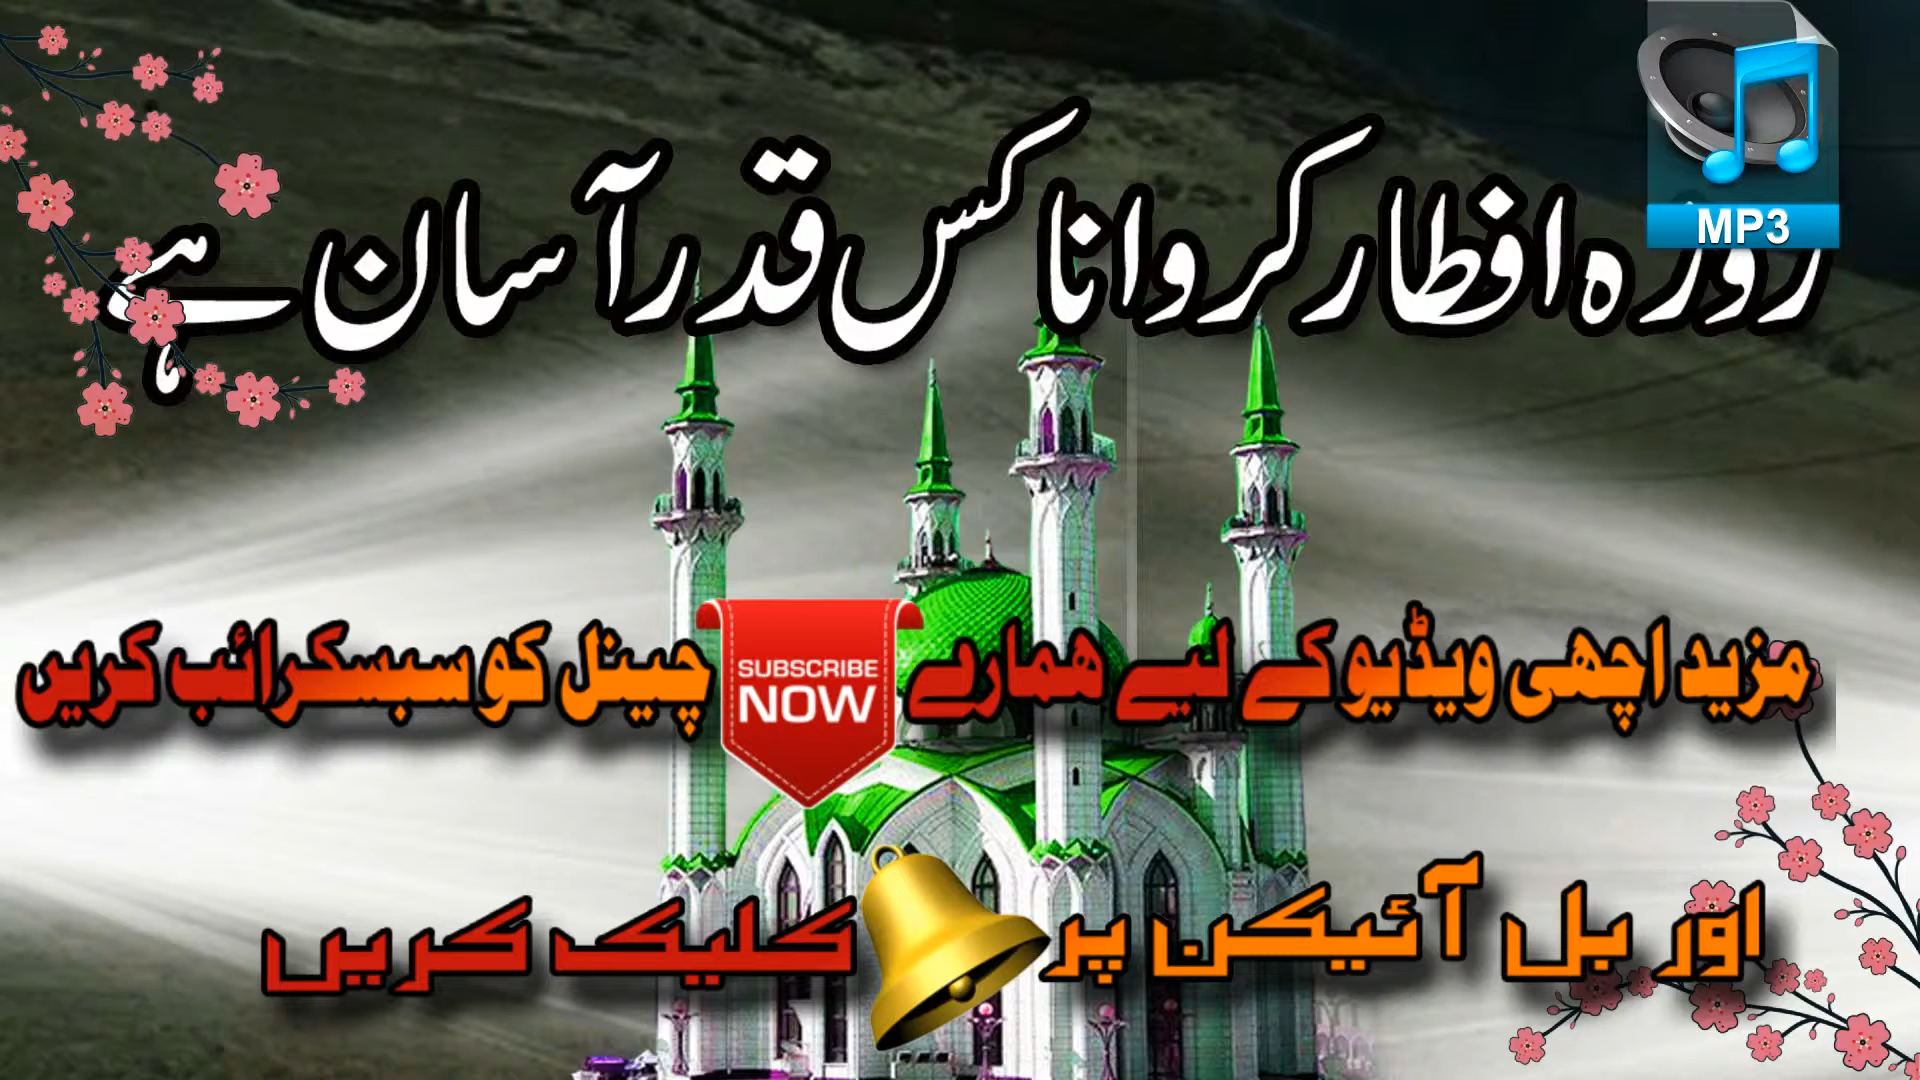 MP3
روزہ افطار کروانا کس قدر آسان ہے
مزید اچھی ویڈیو کے لیے ھمارے SUBSCRIBE NOW چینل کو سبسکرائب کریں
اور بل آئیکن پر کلیک کریں